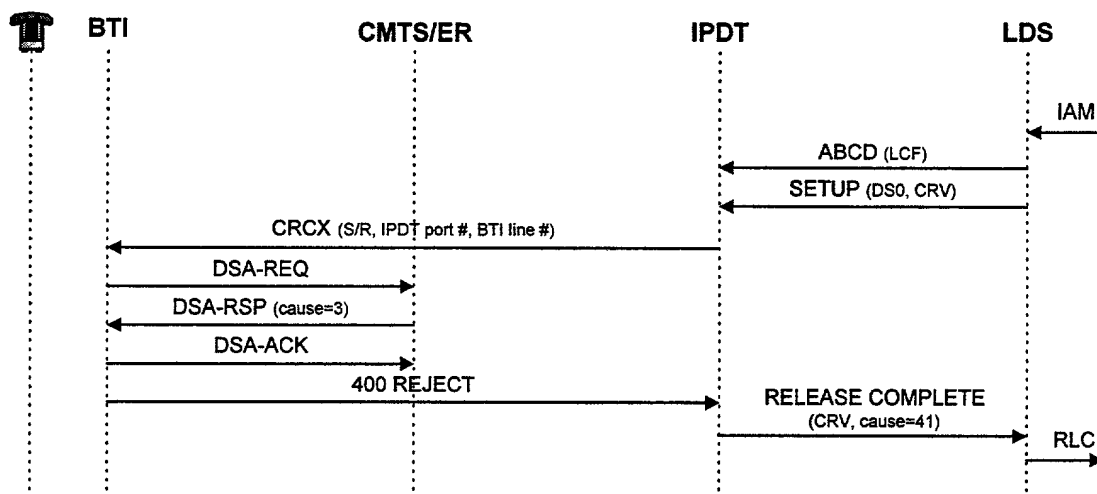 BTI CMTS/ER IPDT LDS
IAM
ABCD (LCF)
SETUP (DS0, CRV)
CRCX (S/R, IPDT port #, BTI line #)
DSA-REQ
DSA-RSP (cause=3)
DSA-ACK
400 REJECT
RELEASE COMPLETE
(CRV, cause=41)
RLC